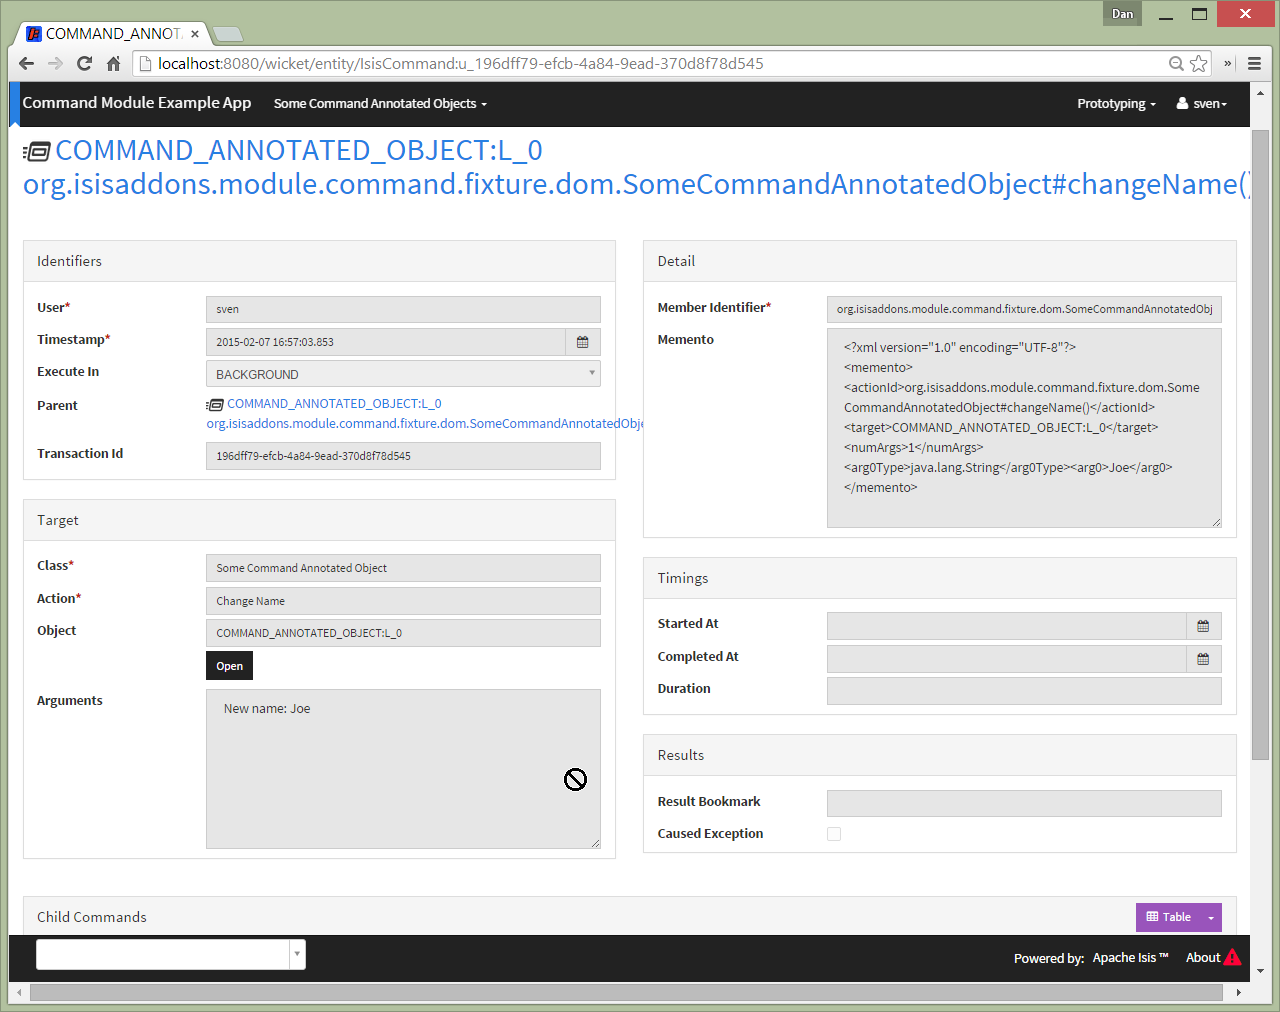 Dan
COMMAND_ANNOTA
localhost:8080/wicket/entity/IsisCommand:u_196dff79-efcb-4a84-9ead-370d8f78d545
Command Module Example App
Some Command Annotated Objects
Prototyping
sven
COMMAND_ANNOTATED_OBJECT:L_0
org.isisaddons.module.command.fixture.dom.SomeCommandAnnotatedObject#changeName()
Identifiers
User*
sven
Timestamp*
2015-02-07 16:57:03.853
Execute In
BACKGROUND
Parent
COMMAND_ANNOTATED_OBJECT:L_0
org.isisaddons.module.command.fixture.dom.SomeCommandAnnotatedObje
Transaction Id
196dff79-efcb-4a84-9ead-370d8f78d545
Target
Class*
Some Command Annotated Object
Action*
Change Name
Object
COMMAND_ANNOTATED_OBJECT:L_0
Open
Arguments
New name: Joe
Detail
Member Identifier*
org.isisaddons.module.command.fixture.dom.SomeCommandAnnotatedObj
Memento
<?xml version="1.0" encoding="UTF-8"?>
<memento>
<actionId>org.isisaddons.module.command.fixture.dom.Some
CommandAnnotatedObject#changeName()</actionId>
<target>COMMAND_ANNOTATED_OBJECT:L_0</target>
<numArgs>1</numArgs>
<arg0Type>java.lang.String</arg0Type><arg0>Joe</arg0>
</memento>
Timings
Started At
Completed At
Duration
Results
Result Bookmark
Caused Exception
Child Commands
Table
Powered by: Apache Isis™ About